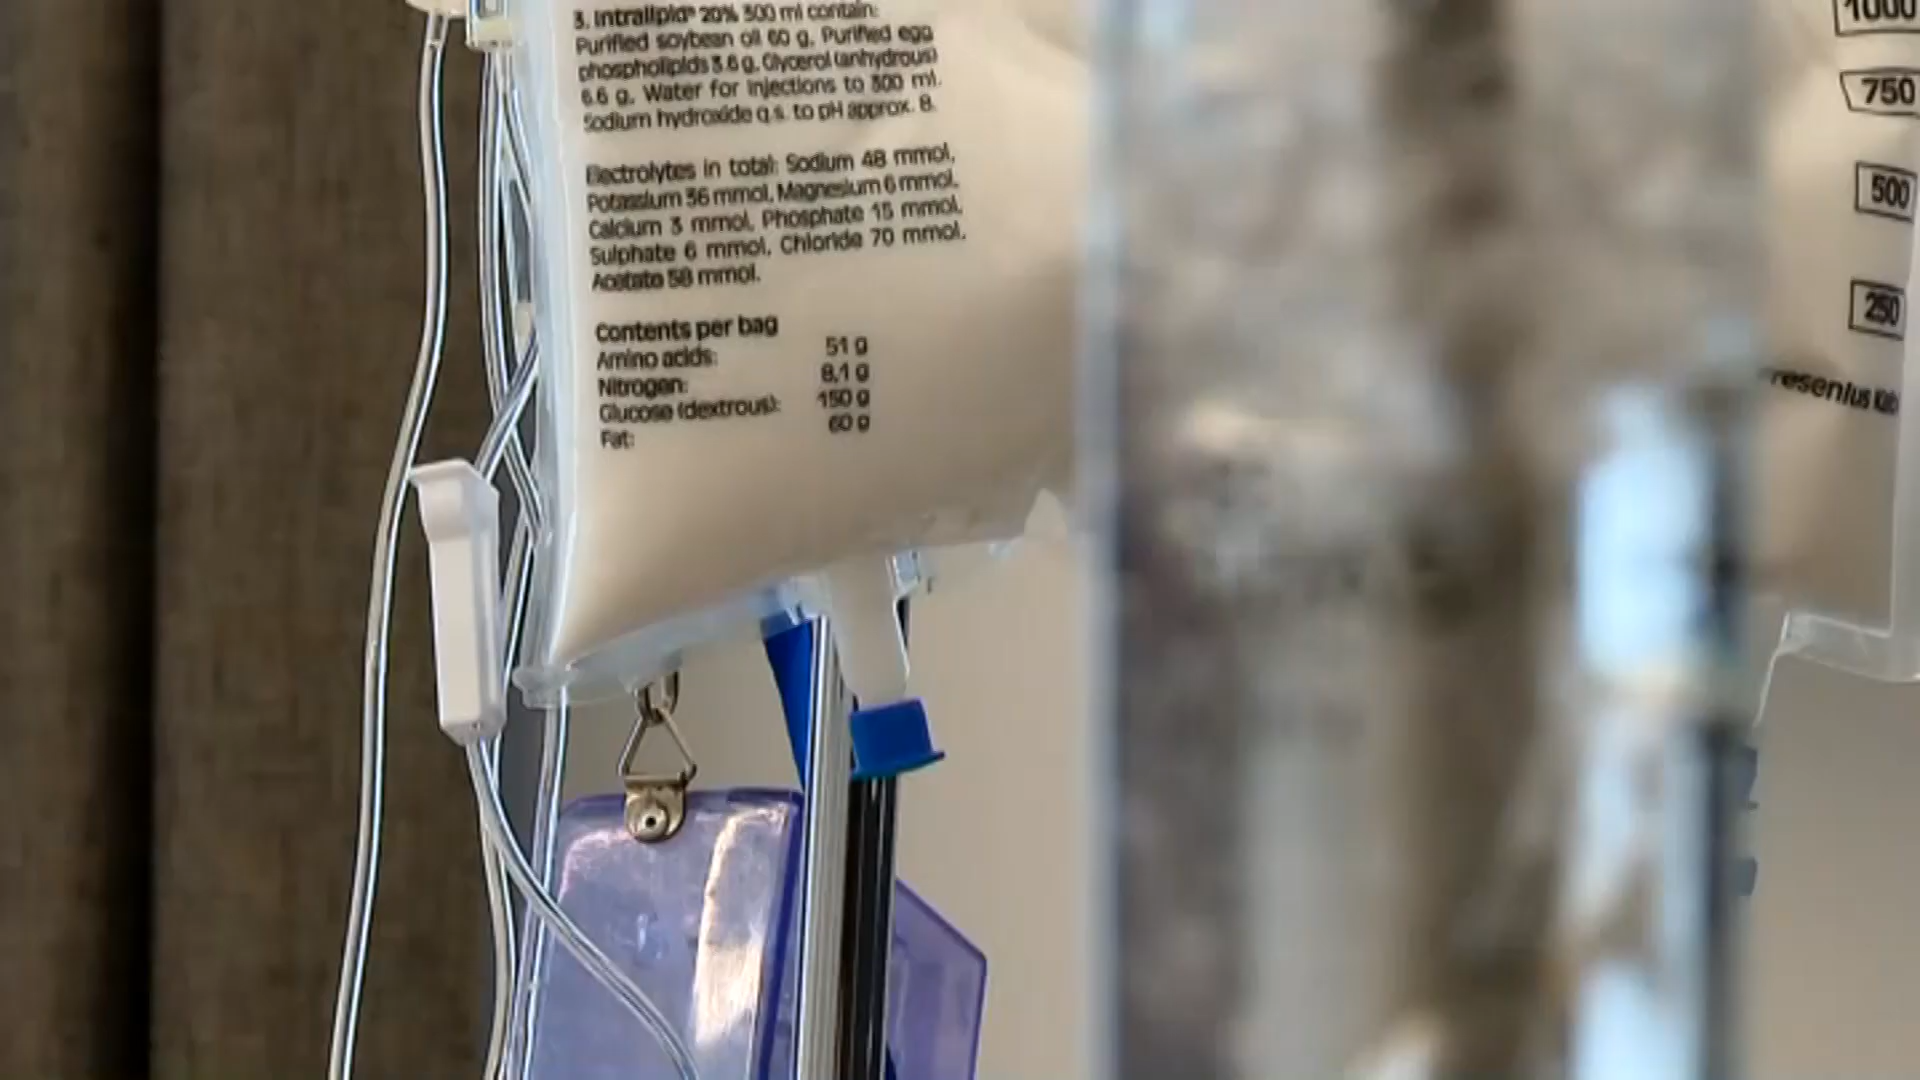 3. Intralipid® 20% 300 ml contain:
Purified soybean oil 60 g, Purified egg
phospholipids 3.6 g, Glycerol (anhydrous)
6.6 g, Water for Injections to 300 ml.
Sodium hydroxide q.s. to pH approx. 8.
Electrolytes in total: Sodium 48 mmol,
Potassium 36 mmol, Magnesium 6 mmol,
Calcium 3 mmol, Phosphate 15 mmol,
Sulphate 6 mmol, Chloride 70 mmol,
Acetate 58 mmol.
Contents per bag
Amino acids: 51 g
Nitrogen: 8,1 g
Glucose (dextrous): 150 g
Fat: 60 g
1000
750
500
250
resenius Kab